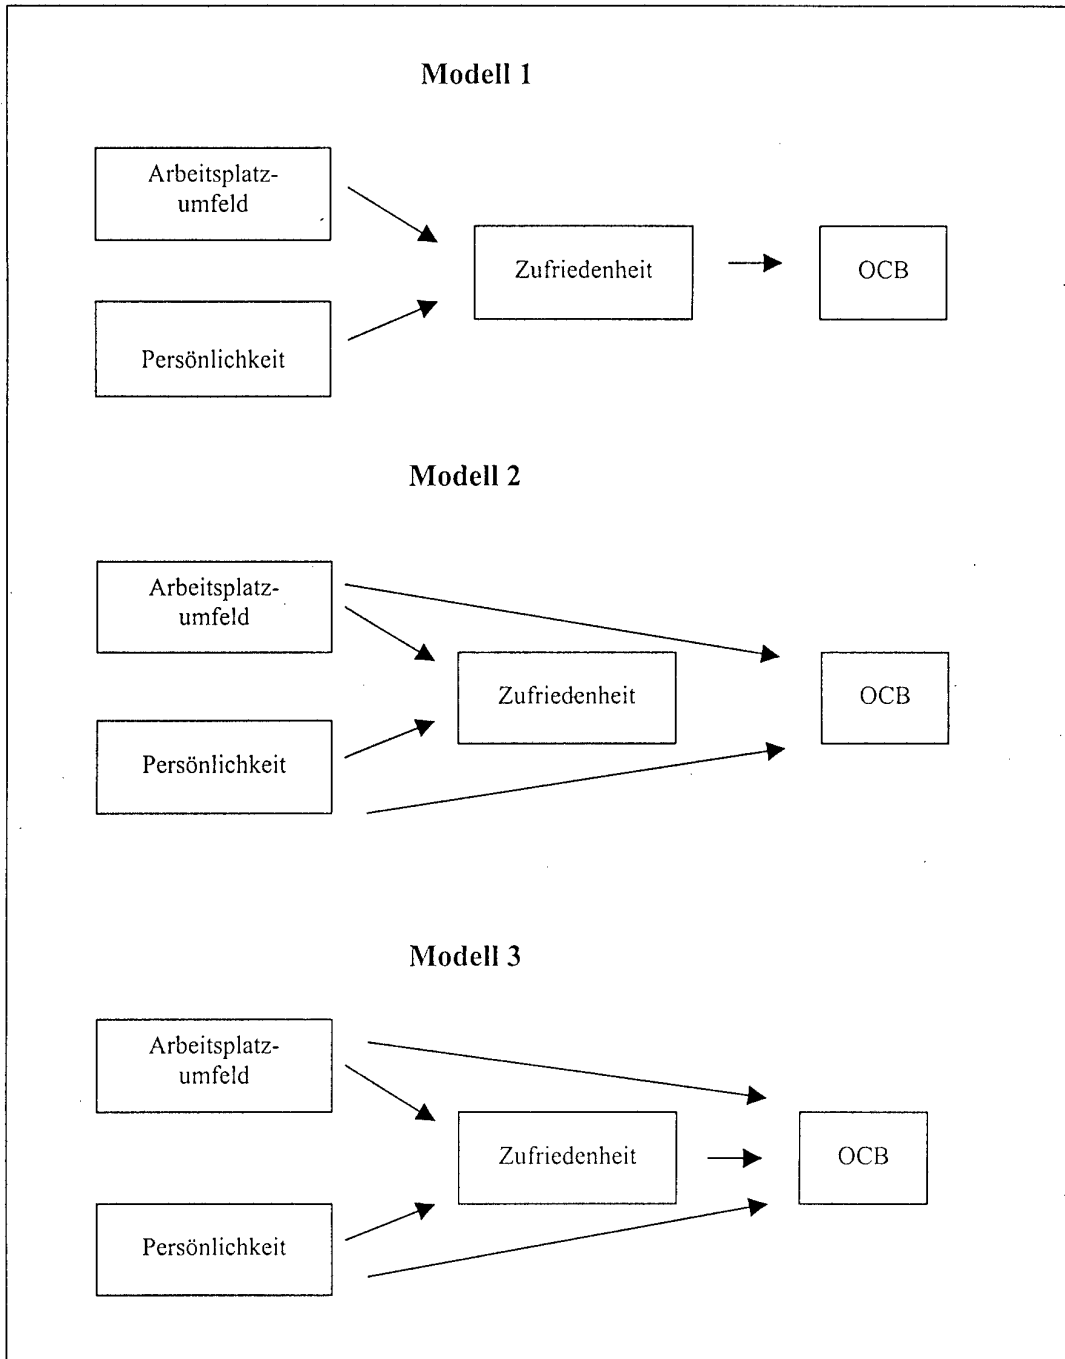 Modell 1
Arbeitsplatz-
umfeld
Zufriedenheit
OCB
Persönlichkeit
Modell 2
Arbeitsplatz-
umfeld
Zufriedenheit
OCB
Persönlichkeit
Modell 3
Arbeitsplatz-
umfeld
Zufriedenheit
OCB
Persönlichkeit